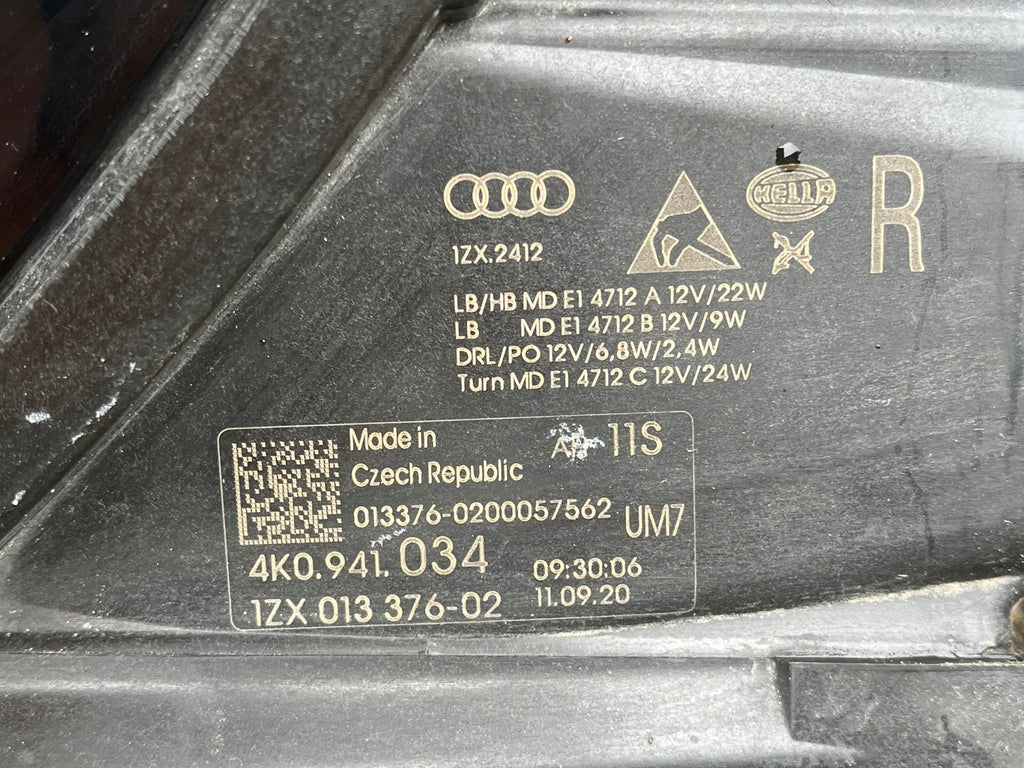 HELLA
R
1ZX.2412
LB/HB MD E1 4712 A 12V/22W
LB MD E1 4712 B 12V/9W
DRL/PO 12V/6,8W/2,4W
Turn MD E1 4712 C 12V/24W
Made in
Czech Republic
11S
013376-0200057562
UM7
4K0.941.034
09:30:06
1ZX 013 376-02
11.09.20